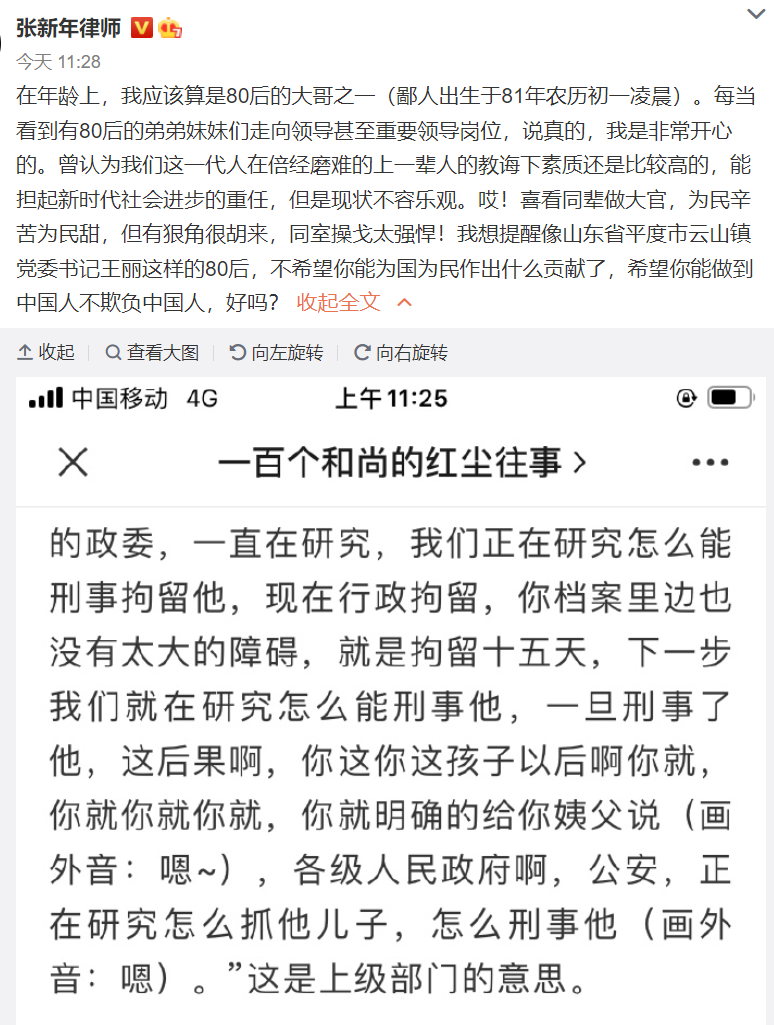 张新年律师
今天 11:28
在年龄上，我应该算是80后的大哥之一（鄙人出生于81年农历初一凌晨）。每当
看到有80后的弟弟妹妹们走向领导甚至重要领导岗位，说真的，我是非常开心
的。曾认为我们这一代人在倍经磨难的上一辈人的教诲下素质还是比较高的，能
担起新时代社会进步的重任，但是现状不容乐观。哎！喜看同辈做大官，为民辛
苦为民甜，但有狠角很胡来，同室操戈太强悍！我想提醒像山东省平度市云山镇
党委书记王丽这样的80后，不希望你能为国为民作出什么贡献了，希望你能做到
中国人不欺负中国人，好吗？ 收起全文
收起 查看大图 向左旋转 向右旋转
中国移动 4G 上午11:25
一百个和尚的红尘往事
的政委，一直在研究，我们正在研究怎么能
刑事拘留他，现在行政拘留，你档案里边也
没有太大的障碍，就是拘留十五天，下一步
我们就在研究怎么能刑事他，一旦刑事了
他，这后果啊，你这你这孩子以后啊你就，
你就你就你就，你就明确的给你姨父说（画
外音：嗯~），各级人民政府啊，公安，正
在研究怎么抓他儿子，怎么刑事他（画外
音：嗯）。”这是上级部门的意思。